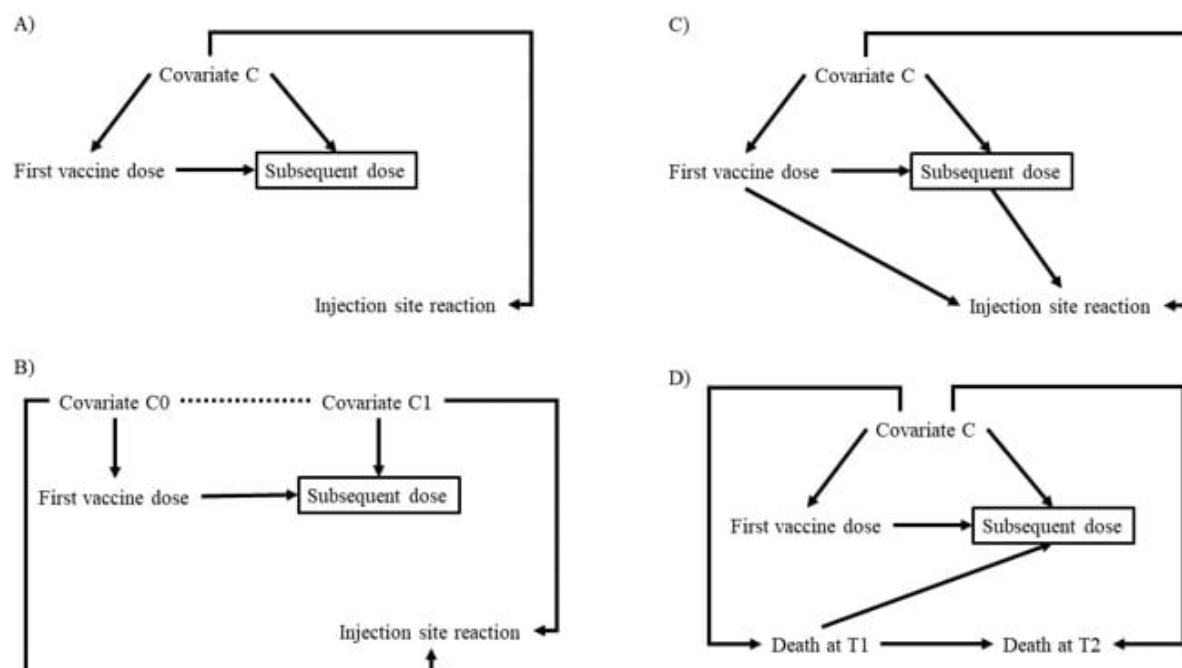 A)
Covariate C
First vaccine dose
Subsequent dose
Injection site reaction
B)
Covariate C0
Covariate C1
First vaccine dose
Subsequent dose
Injection site reaction
C)
Covariate C
First vaccine dose
Subsequent dose
Injection site reaction
D)
Covariate C
First vaccine dose
Subsequent dose
Death at T1
Death at T2